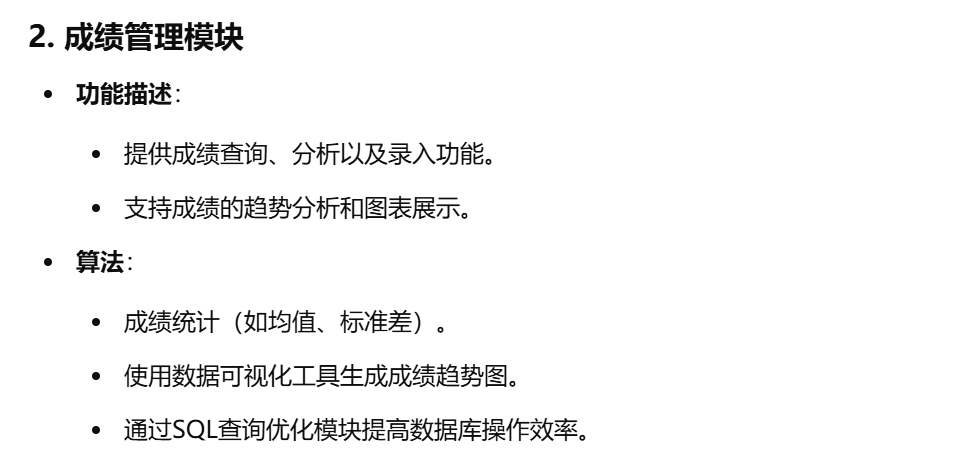 2. 成绩管理模块
• 功能描述：
• 提供成绩查询、分析以及录入功能。
• 支持成绩的趋势分析和图表展示。
• 算法：
• 成绩统计（如均值、标准差）。
• 使用数据可视化工具生成成绩趋势图。
• 通过SQL查询优化模块提高数据库操作效率。